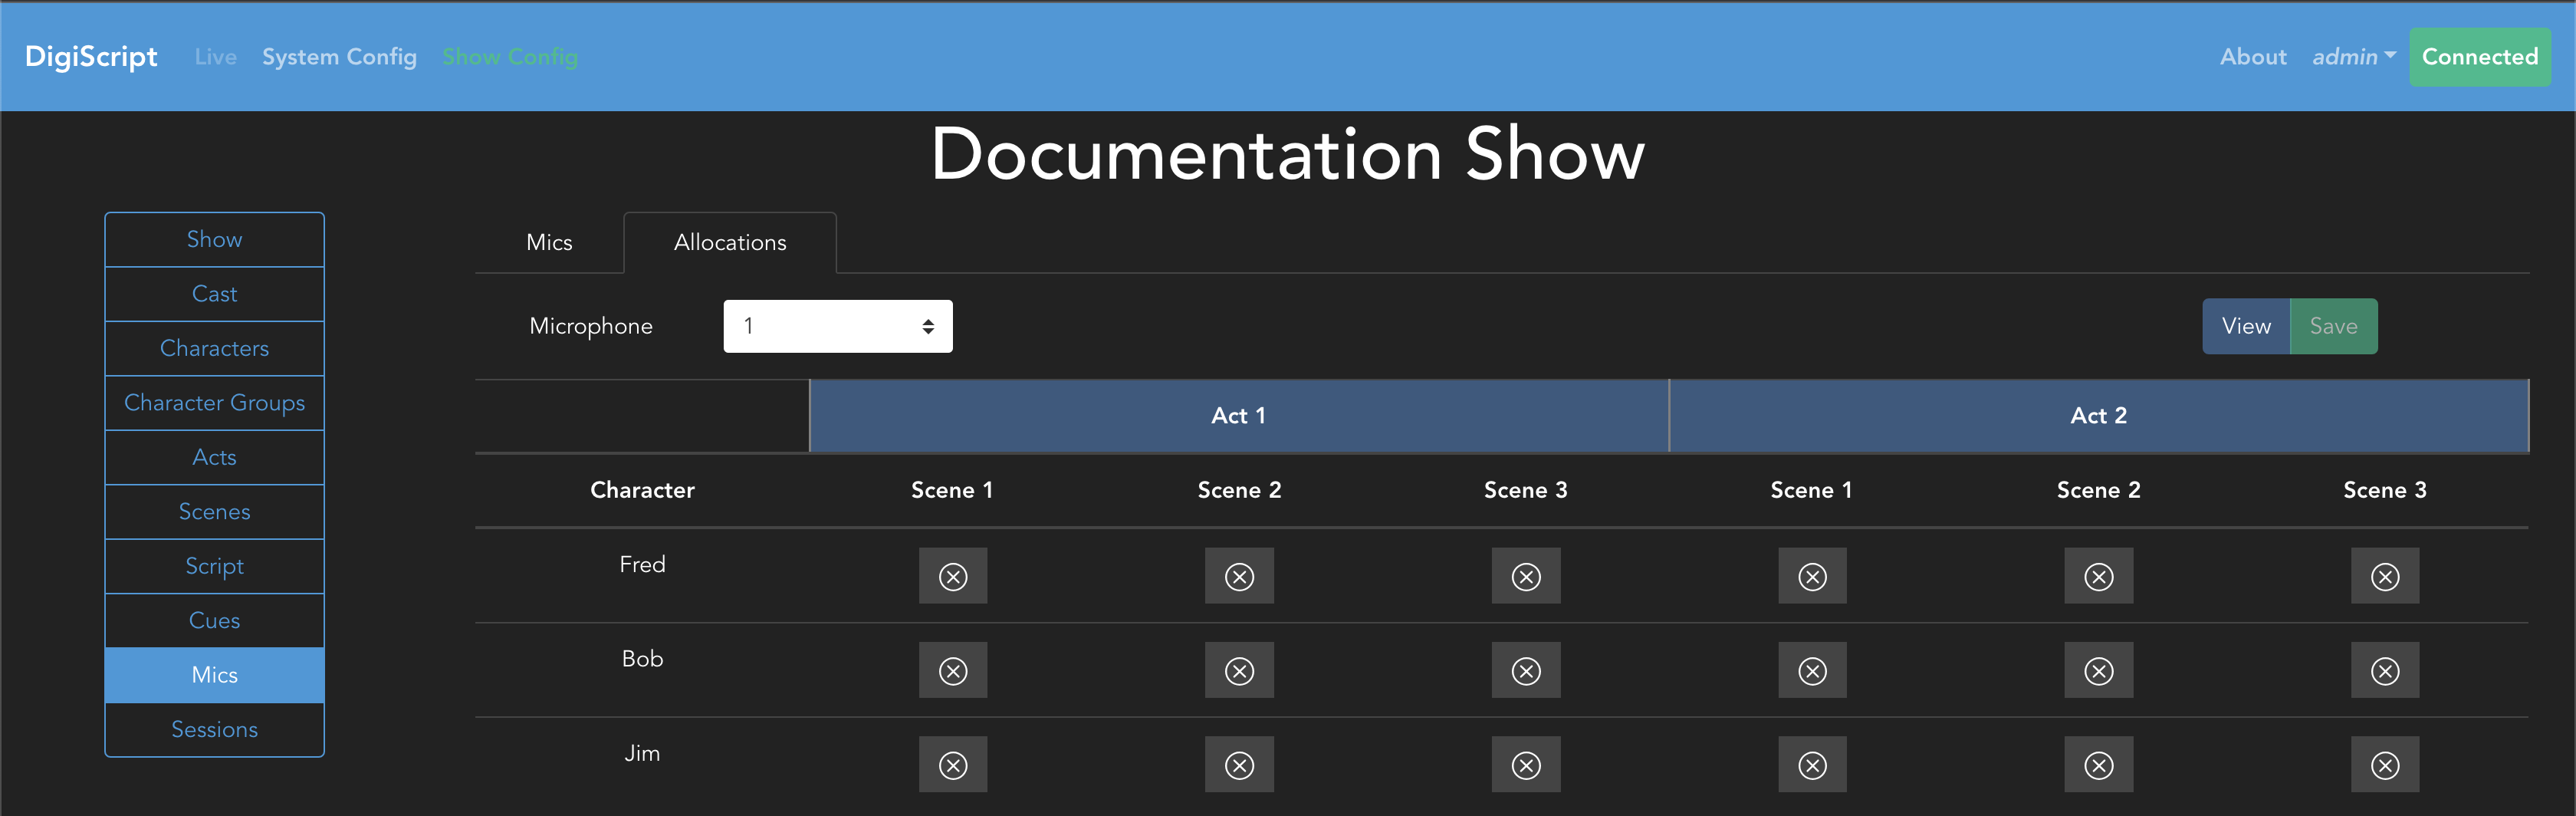 DigiScript Live System Config Show Config About admin Connected
Documentation Show
Show
Cast
Characters
Character Groups
Acts
Scenes
Script
Cues
Mics
Sessions
Mics Allocations
Microphone 1 View Save
Act 1 Act 2
Character Scene 1 Scene 2 Scene 3 Scene 1 Scene 2 Scene 3
Fred
Bob
Jim